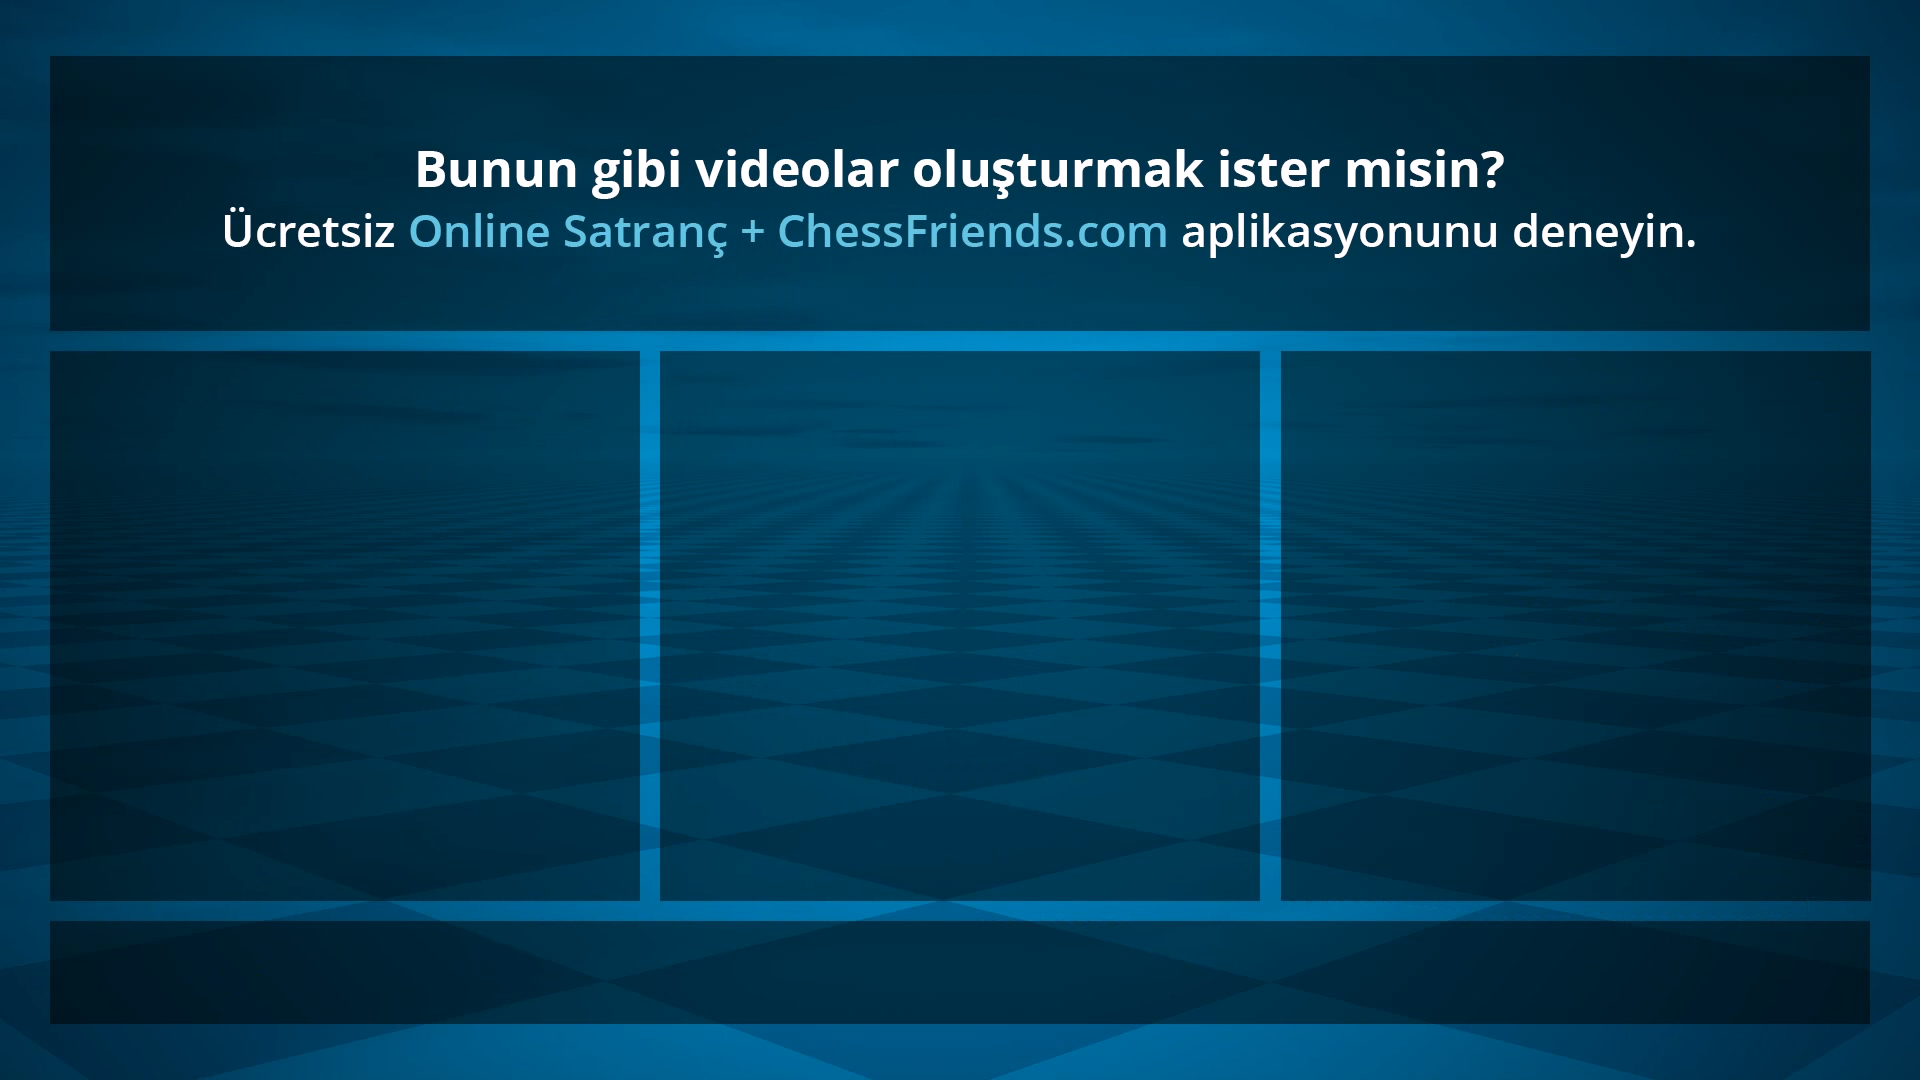 Bunun gibi videolar oluşturmak ister misin?
Ücretsiz Online Satranç + ChessFriends.com aplikasyonunu deneyin.